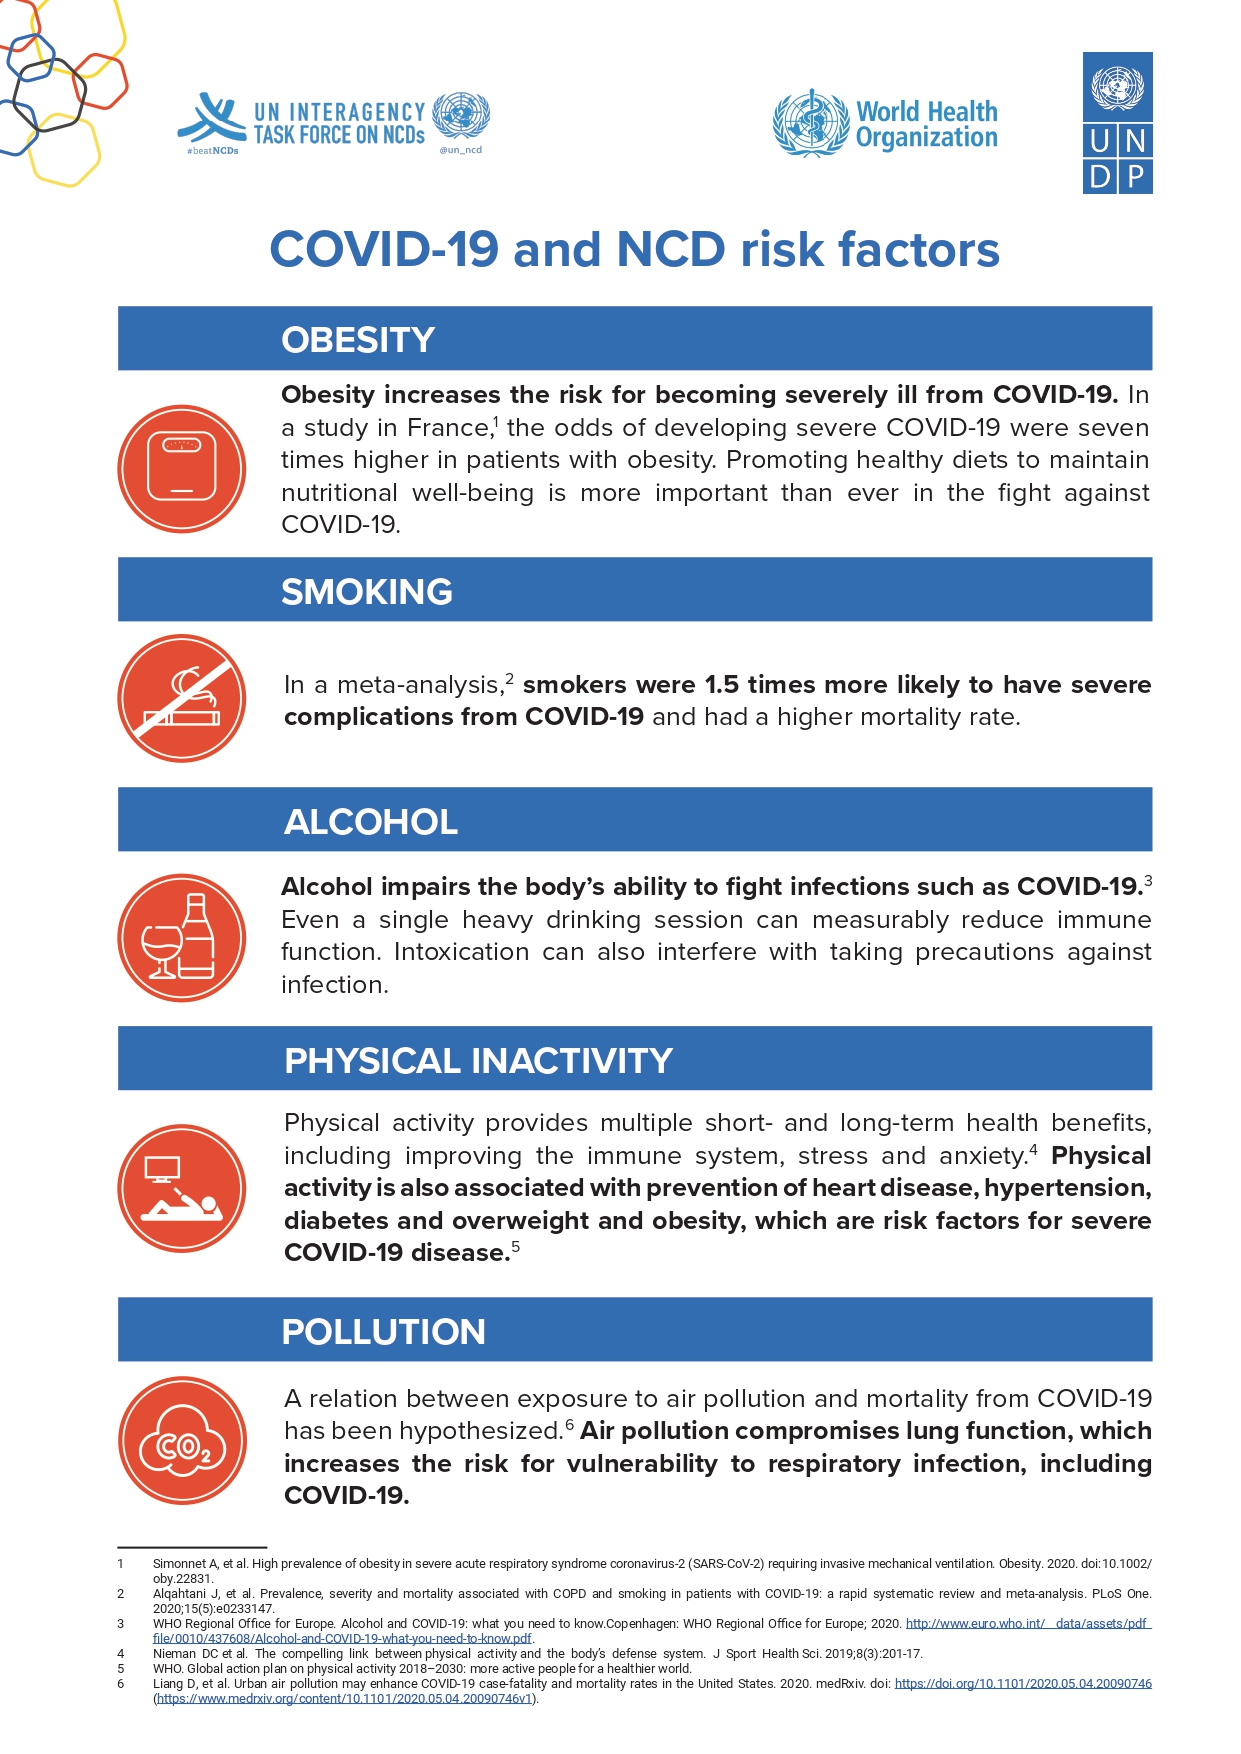 UN INTERAGENCY
TASK FORCE ON NCDs
#beatNCDs
@un_ncd
World Health
Organization
U N
D P
COVID-19 and NCD risk factors
OBESITY
Obesity increases the risk for becoming severely ill from COVID-19. In
a study in France,1 the odds of developing severe COVID-19 were seven
times higher in patients with obesity. Promoting healthy diets to maintain
nutritional well-being is more important than ever in the fight against
COVID-19.
SMOKING
In a meta-analysis,2 smokers were 1.5 times more likely to have severe
complications from COVID-19 and had a higher mortality rate.
ALCOHOL
Alcohol impairs the body’s ability to fight infections such as COVID-19.3
Even a single heavy drinking session can measurably reduce immune
function. Intoxication can also interfere with taking precautions against
infection.
PHYSICAL INACTIVITY
Physical activity provides multiple short- and long-term health benefits,
including improving the immune system, stress and anxiety.4 Physical
activity is also associated with prevention of heart disease, hypertension,
diabetes and overweight and obesity, which are risk factors for severe
COVID-19 disease.5
POLLUTION
CO2
A relation between exposure to air pollution and mortality from COVID-19
has been hypothesized.6 Air pollution compromises lung function, which
increases the risk for vulnerability to respiratory infection, including
COVID-19.
1 Simonnet A, et al. High prevalence of obesity in severe acute respiratory syndrome coronavirus-2 (SARS-CoV-2) requiring invasive mechanical ventilation. Obesity. 2020. doi:10.1002/
oby.22831.
2 Alqahtani J, et al. Prevalence, severity and mortality associated with COPD and smoking in patients with COVID-19: a rapid systematic review and meta-analysis. PLoS One.
2020;15(5):e0233147.
3 WHO Regional Office for Europe. Alcohol and COVID-19: what you need to know.Copenhagen: WHO Regional Office for Europe; 2020. http://www.euro.who.int/__data/assets/pdf_
file/0010/437608/Alcohol-and-COVID-19-what-you-need-to-know.pdf.
4 Nieman DC et al. The compelling link between physical activity and the body’s defense system. J Sport Health Sci. 2019;8(3):201-17.
5 WHO. Global action plan on physical activity 2018–2030: more active people for a healthier world.
6 Liang D, et al. Urban air pollution may enhance COVID-19 case-fatality and mortality rates in the United States. 2020. medRxiv. doi: https://doi.org/10.1101/2020.05.04.20090746
(https://www.medrxiv.org/content/10.1101/2020.05.04.20090746v1).